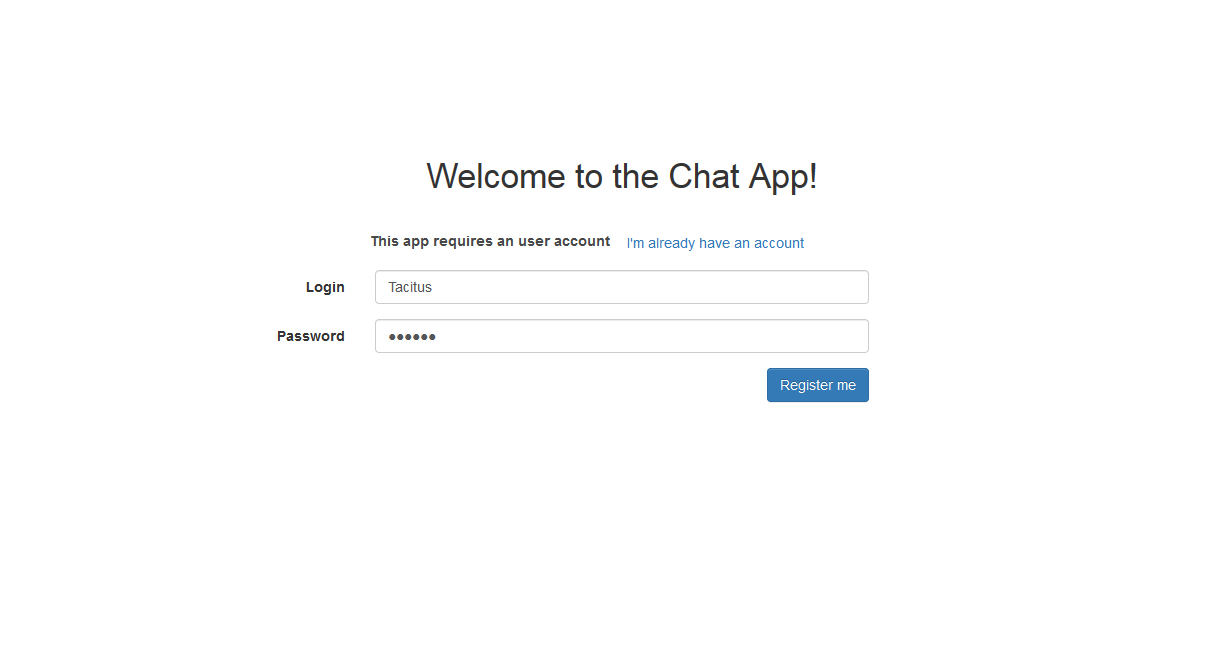 Welcome to the Chat App!
This app requires an user account I'm already have an account
Login Tacitus
Password ●●●●●●
Register me